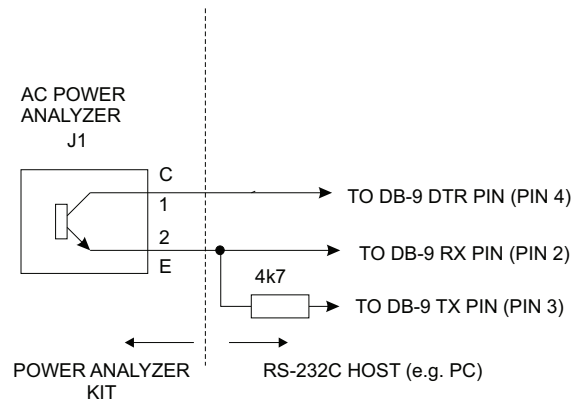 AC POWER
ANALYZER
J1
C
1
2
E
4k7
TO DB-9 DTR PIN (PIN 4)
TO DB-9 RX PIN (PIN 2)
TO DB-9 TX PIN (PIN 3)
POWER ANALYZER
KIT
RS-232C HOST (e.g. PC)